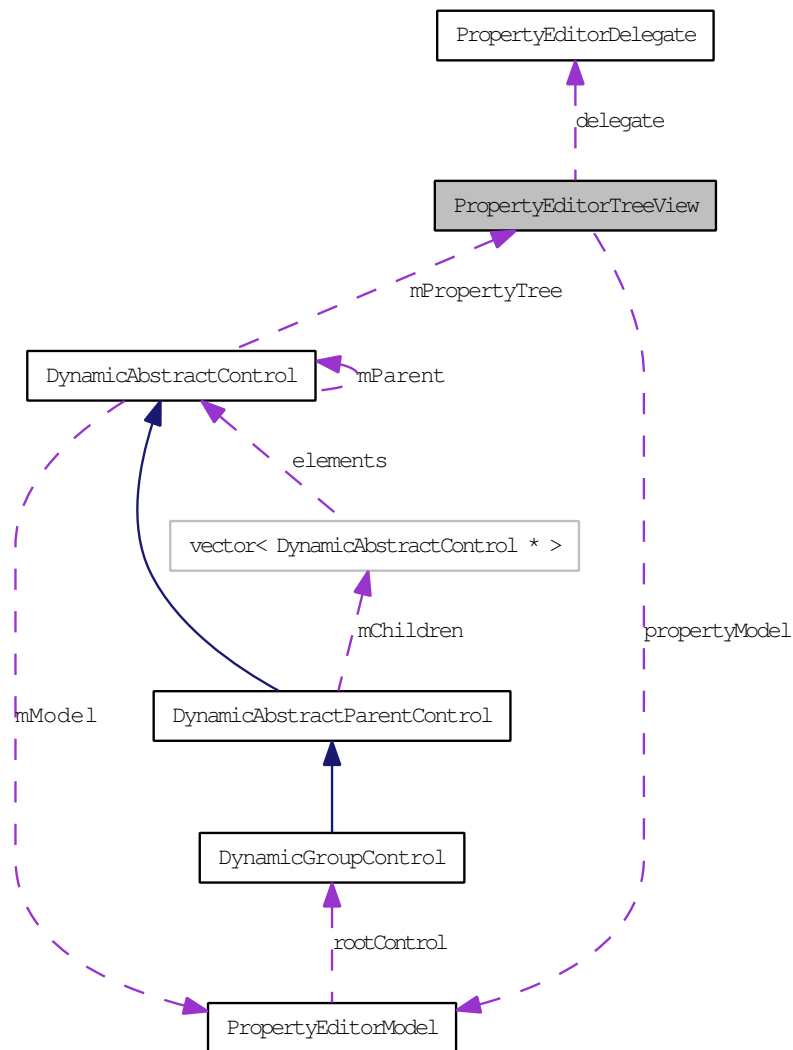 PropertyEditorDelegate
delegate
PropertyEditorTreeView
mPropertyTree
DynamicAbstractControl
mParent
elements
vector< DynamicAbstractControl * >
mChildren
propertyModel
DynamicAbstractParentControl
mModel
DynamicGroupControl
rootControl
PropertyEditorModel